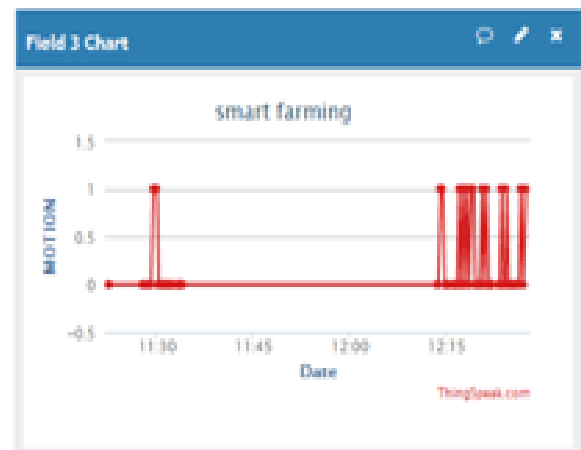 Field 3 Chart
smart farming
1.5
1
0.5
0
-0.5
MOTION
11:30
11:45
12:00
12:15
Date
ThingSpeak.com